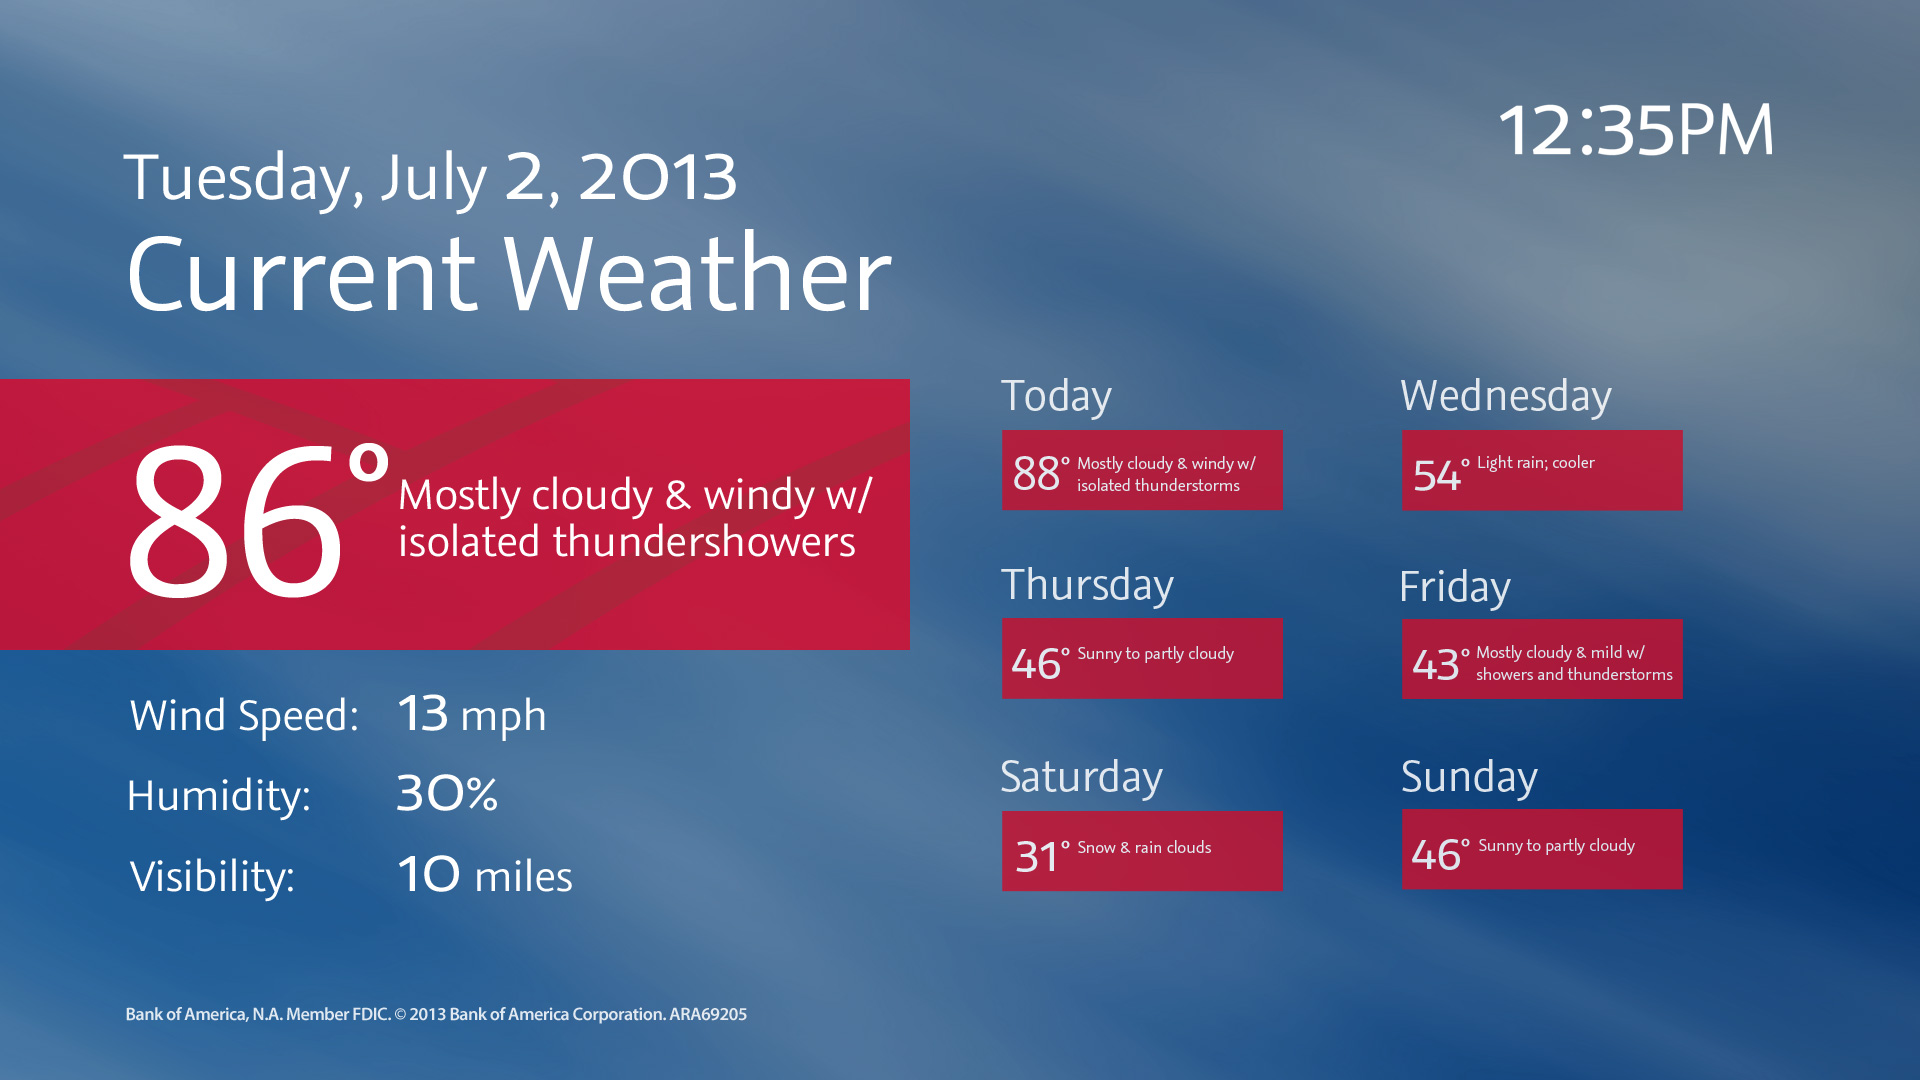 12:35PM
Tuesday, July 2, 2013
Current Weather
86°
Mostly cloudy & windy w/
isolated thundershowers
Wind Speed: 13 mph
Humidity: 30%
Visibility: 10 miles
Today
88° Mostly cloudy & windy w/
isolated thunderstorms
Wednesday
54° Light rain; cooler
Thursday
46° Sunny to partly cloudy
Friday
43° Mostly cloudy & mild w/
showers and thunderstorms
Saturday
31° Snow & rain clouds
Sunday
46° Sunny to partly cloudy
Bank of America, N.A. Member FDIC. © 2013 Bank of America Corporation. ARA69205